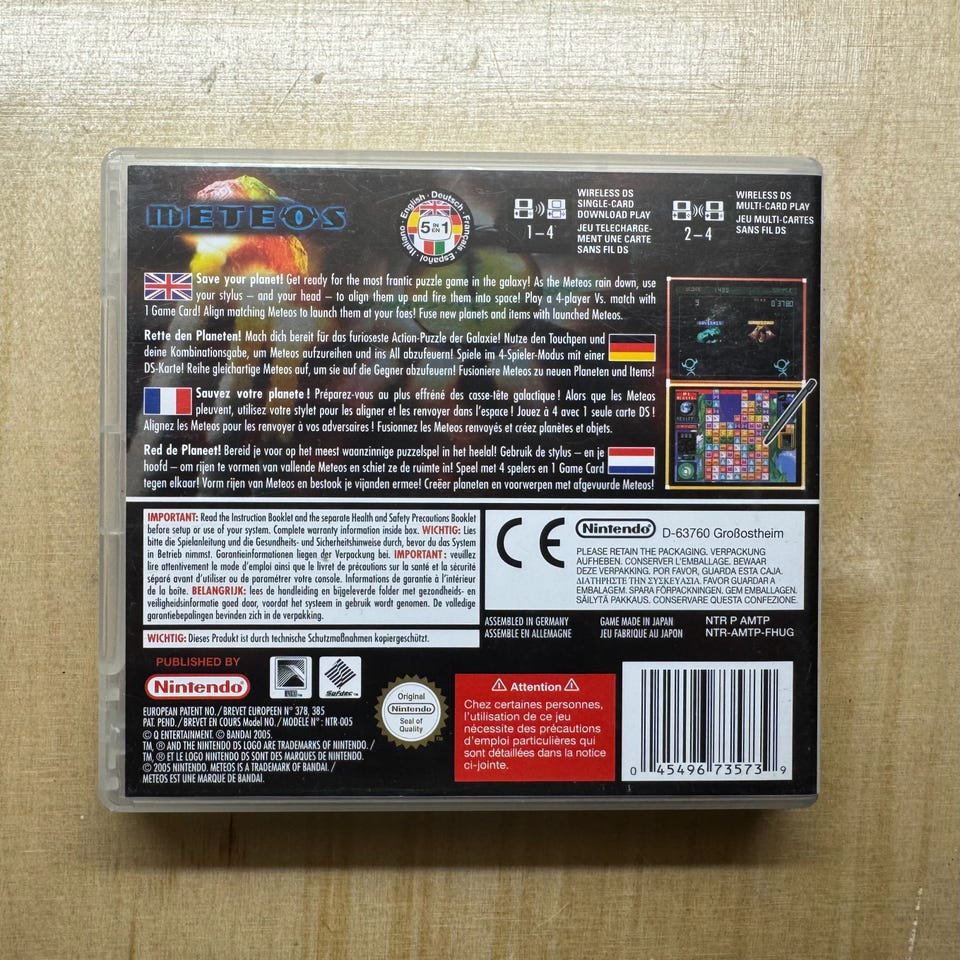 METEOS
English · Deutsch · Français · Español · Italiano
5 IN EN 1
1–4
WIRELESS DS
SINGLE-CARD
DOWNLOAD PLAY
JEU TELECHARGE-
MENT UNE CARTE
SANS FIL DS
2–4
WIRELESS DS
MULTI-CARD PLAY
JEU MULTI-CARTES
SANS FIL DS
Save your planet! Get ready for the most frantic puzzle game in the galaxy! As the Meteos rain down, use
your stylus – and your head – to align them up and fire them into space! Play a 4-player Vs. match with
1 Game Card! Align matching Meteos to launch them at your foes! Fuse new planets and items with launched Meteos.
Rette den Planeten! Mach dich bereit für das furioseste Action-Puzzle der Galaxie! Nutze den Touchpen und
deine Kombinationsgabe, um Meteos aufzureihen und ins All abzufeuern! Spiele im 4-Spieler-Modus mit einer
DS-Karte! Reihe gleichartige Meteos auf, um sie auf die Gegner abzufeuern! Fusioniere Meteos zu neuen Planeten und Items!
Sauvez votre planète ! Préparez-vous au plus effréné des casse-tête galactique ! Alors que les Meteos
pleuvent, utilisez votre stylet pour les aligner et les renvoyer dans l'espace ! Jouez à 4 avec 1 seule carte DS !
Alignez les Meteos pour les renvoyer à vos adversaires ! Fusionnez les Meteos renvoyés et créez planètes et objets.
Red de Planeet! Bereid je voor op het meest waanzinnige puzzelspel in het heelal! Gebruik de stylus – en je
hoofd – om rijen te vormen van vallende Meteos en schiet ze de ruimte in! Speel met 4 spelers en 1 Game Card
tegen elkaar! Vorm rijen van Meteos en bestook je vijanden ermee! Creëer planeten en voorwerpen met afgevuurde Meteos!
IMPORTANT: Read the Instruction Booklet and the separate Health and Safety Precautions Booklet
before setup or use of your system. Complete warranty information inside box. WICHTIG: Lies
bitte die Spielanleitung und die Gesundheits- und Sicherheitshinweise durch, bevor du das System
in Betrieb nimmst. Garantieinformationen liegen der Verpackung bei. IMPORTANT : veuillez
lire attentivement le mode d'emploi ainsi que le livret de précautions sur la santé et la sécurité
séparé avant d'utiliser ou de paramétrer votre console. Informations de garantie à l'intérieur
de la boîte. BELANGRIJK: lees de handleiding en bijgeleverde folder met gezondheids- en
veiligheidsinformatie goed door, voordat het systeem in gebruik wordt genomen. De volledige
garantiebepalingen bevinden zich in de verpakking.
WICHTIG: Dieses Produkt ist durch technische Schutzmaßnahmen kopiergeschützt.
CE
Nintendo D-63760 Großostheim
PLEASE RETAIN THE PACKAGING. VERPACKUNG
AUFHEBEN. CONSERVER L'EMBALLAGE. BEWAAR
DEZE VERPAKKING. POR FAVOR, GUARDA ESTA CAJA.
ΔΙΑΤΗΡΗΣΤΕ ΤΗΝ ΣΥΣΚΕΥΑΣΙΑ. FAVOR GUARDAR A
EMBALAGEM. SPARA FÖRPACKNINGEN. GEM EMBALLAGEN.
SÄILYTÄ PAKKAUS. CONSERVARE QUESTA CONFEZIONE.
ASSEMBLED IN GERMANY
ASSEMBLE EN ALLEMAGNE
GAME MADE IN JAPAN
JEU FABRIQUE AU JAPON
NTR P AMTP
NTR-AMTP-FHUG
PUBLISHED BY
Nintendo
Sofdec
Original
Nintendo
Seal of
Quality
EUROPEAN PATENT NO./BREVET EUROPEEN N° 378, 385
PAT. PEND./BREVET EN COURS Model NO./MODÈLE N° : NTR-005
© Q ENTERTAINMENT. © BANDAI 2005.
TM, ® AND THE NINTENDO DS LOGO ARE TRADEMARKS OF NINTENDO. /
TM, ® ET LE LOGO NINTENDO DS SONT DES MARQUES DE NINTENDO.
© 2005 NINTENDO. METEOS IS A TRADEMARK OF BANDAI. /
METEOS EST UNE MARQUE DE BANDAI.
Attention
Chez certaines personnes,
l'utilisation de ce jeu
nécessite des précautions
d'emploi particulières qui
sont détaillées dans la notice
ci-jointe.
0 45496 73573 9